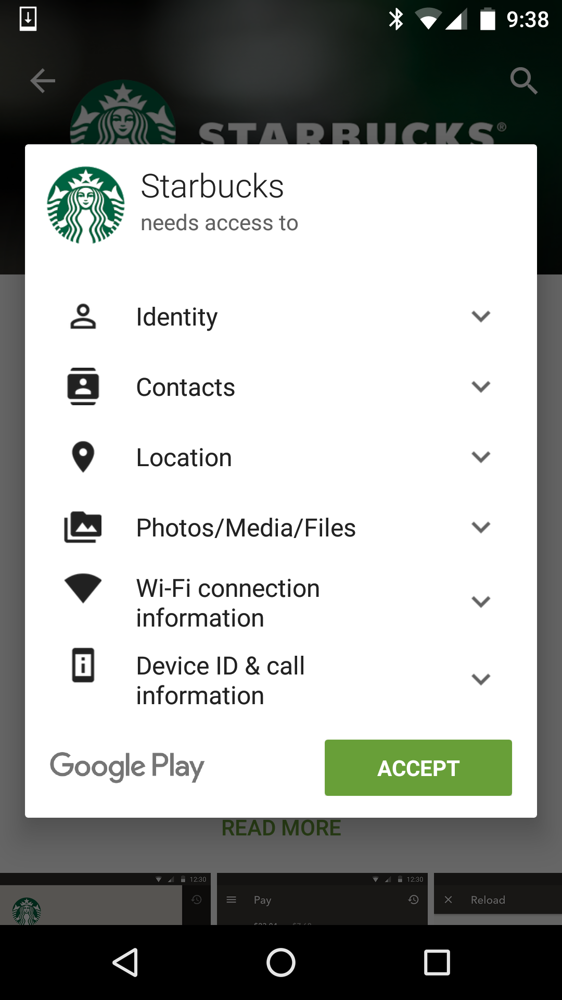 9:38
STARBUCKS®
Starbucks
needs access to
Identity
Contacts
Location
Photos/Media/Files
Wi-Fi connection
information
Device ID & call
information
Google Play
ACCEPT
READ MORE
12:30
12:30
Pay
Reload